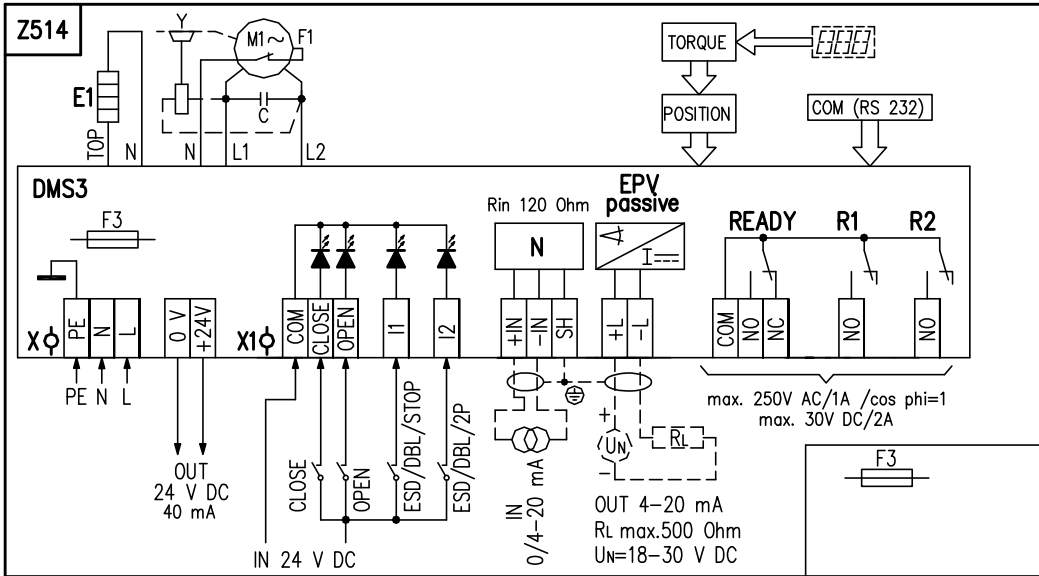 Z514
Y
M1~
F1
E1
C
TOP
N
N
L1
L2
TORQUE
POSITION
COM (RS 232)
DMS3
F3
Rin 120 Ohm
N
EPV
passive
I
READY
R1
R2
X
PE
N
L
0 V
+24V
X1
COM
CLOSE
OPEN
I1
I2
+IN
-IN
SH
+L
-L
COM
NO
NC
NO
NO
PE N L
OUT
24 V DC
40 mA
CLOSE
OPEN
ESD/DBL/STOP
ESD/DBL/2P
IN 24 V DC
IN
0/4-20 mA
+
UN
-
RL
OUT 4-20 mA
RL max.500 Ohm
UN=18-30 V DC
max. 250V AC/1A /cos phi=1
max. 30V DC/2A
F3